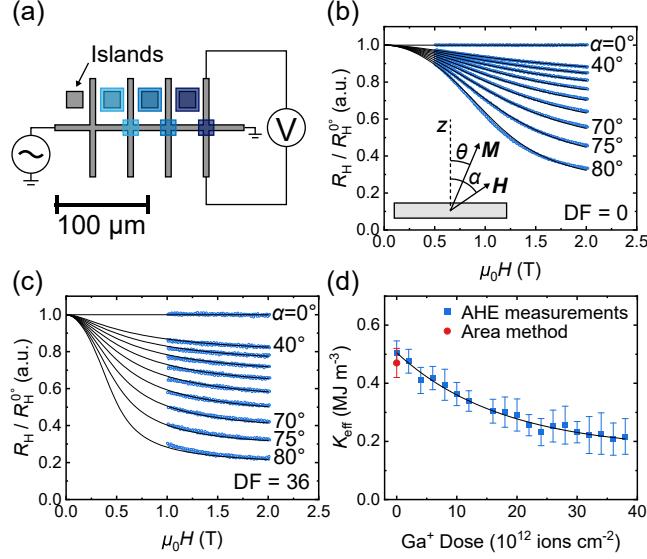 (a)
Islands
V
100 μm
(b)
R_H / R_H^0° (a.u.)
1.0
0.8
0.6
0.4
0.2
0.0
α=0°
40°
70°
75°
80°
z
θ
M
α
H
DF = 0
0.0 0.5 1.0 1.5 2.0 2.5
μ₀H (T)
(c)
R_H / R_H^0° (a.u.)
1.0
0.8
0.6
0.4
0.2
0.0
α=0°
40°
70°
75°
80°
DF = 36
0.0 0.5 1.0 1.5 2.0 2.5
μ₀H (T)
(d)
K_eff (MJ m⁻³)
0.6
0.4
0.2
0.0
AHE measurements
Area method
0 10 20 30 40
Ga⁺ Dose (10¹² ions cm⁻²)